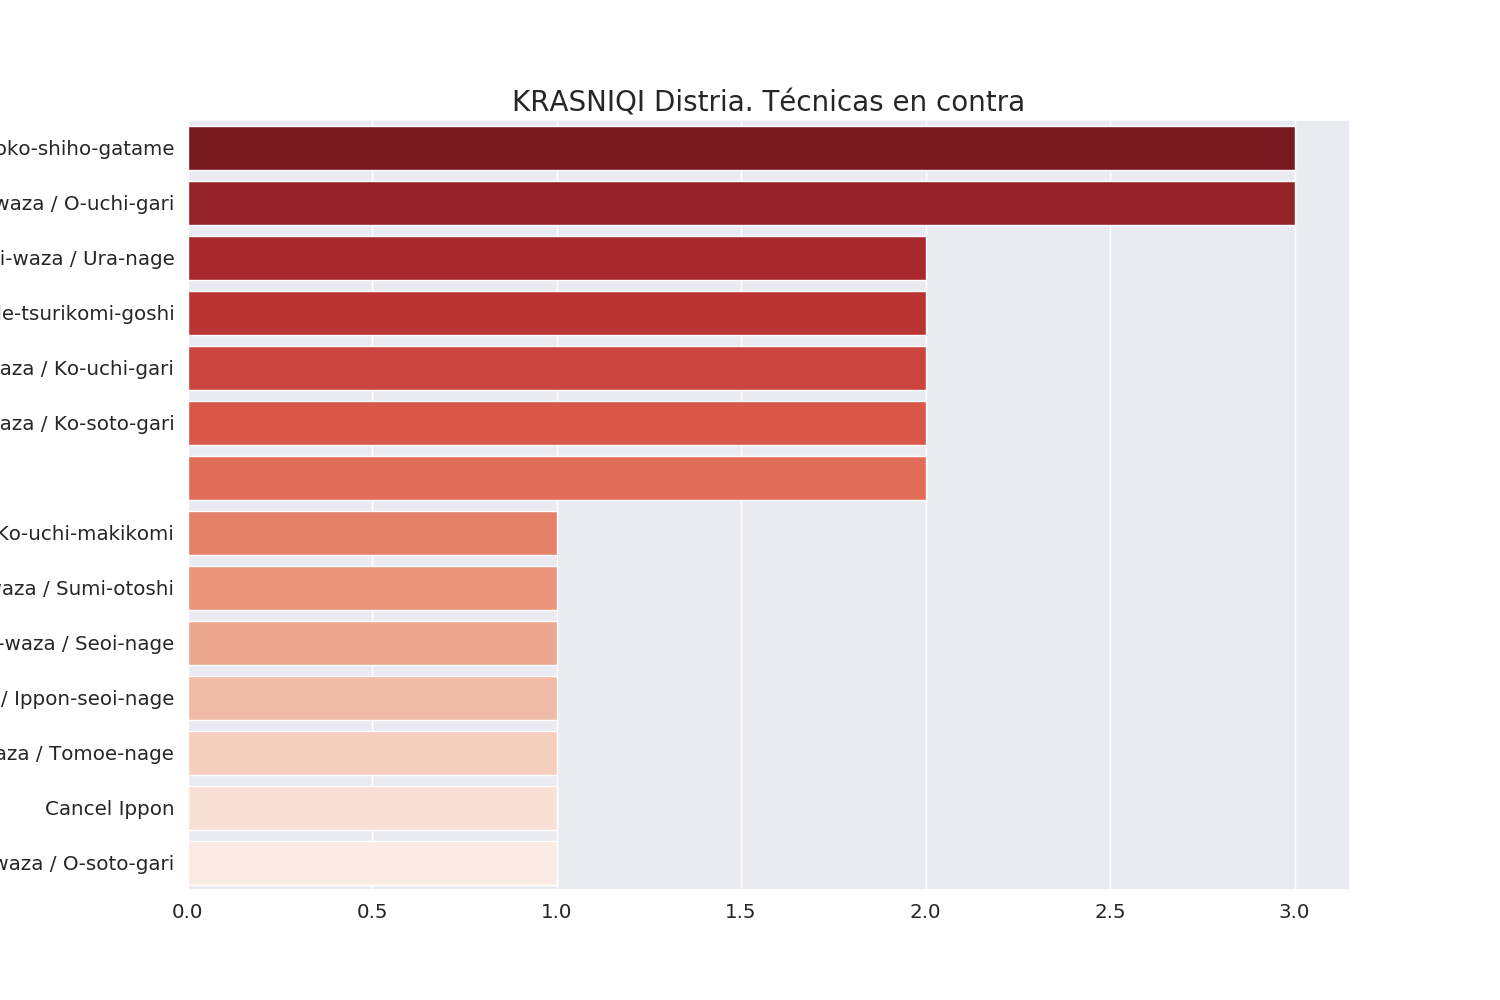 KRASNIQI Distria. Técnicas en contra
oko-shiho-gatame
waza / O-uchi-gari
i-waza / Ura-nage
le-tsurikomi-goshi
aza / Ko-uchi-gari
aza / Ko-soto-gari
Ko-uchi-makikomi
aza / Sumi-otoshi
-waza / Seoi-nage
/ Ippon-seoi-nage
aza / Tomoe-nage
Cancel Ippon
waza / O-soto-gari
0.0 0.5 1.0 1.5 2.0 2.5 3.0